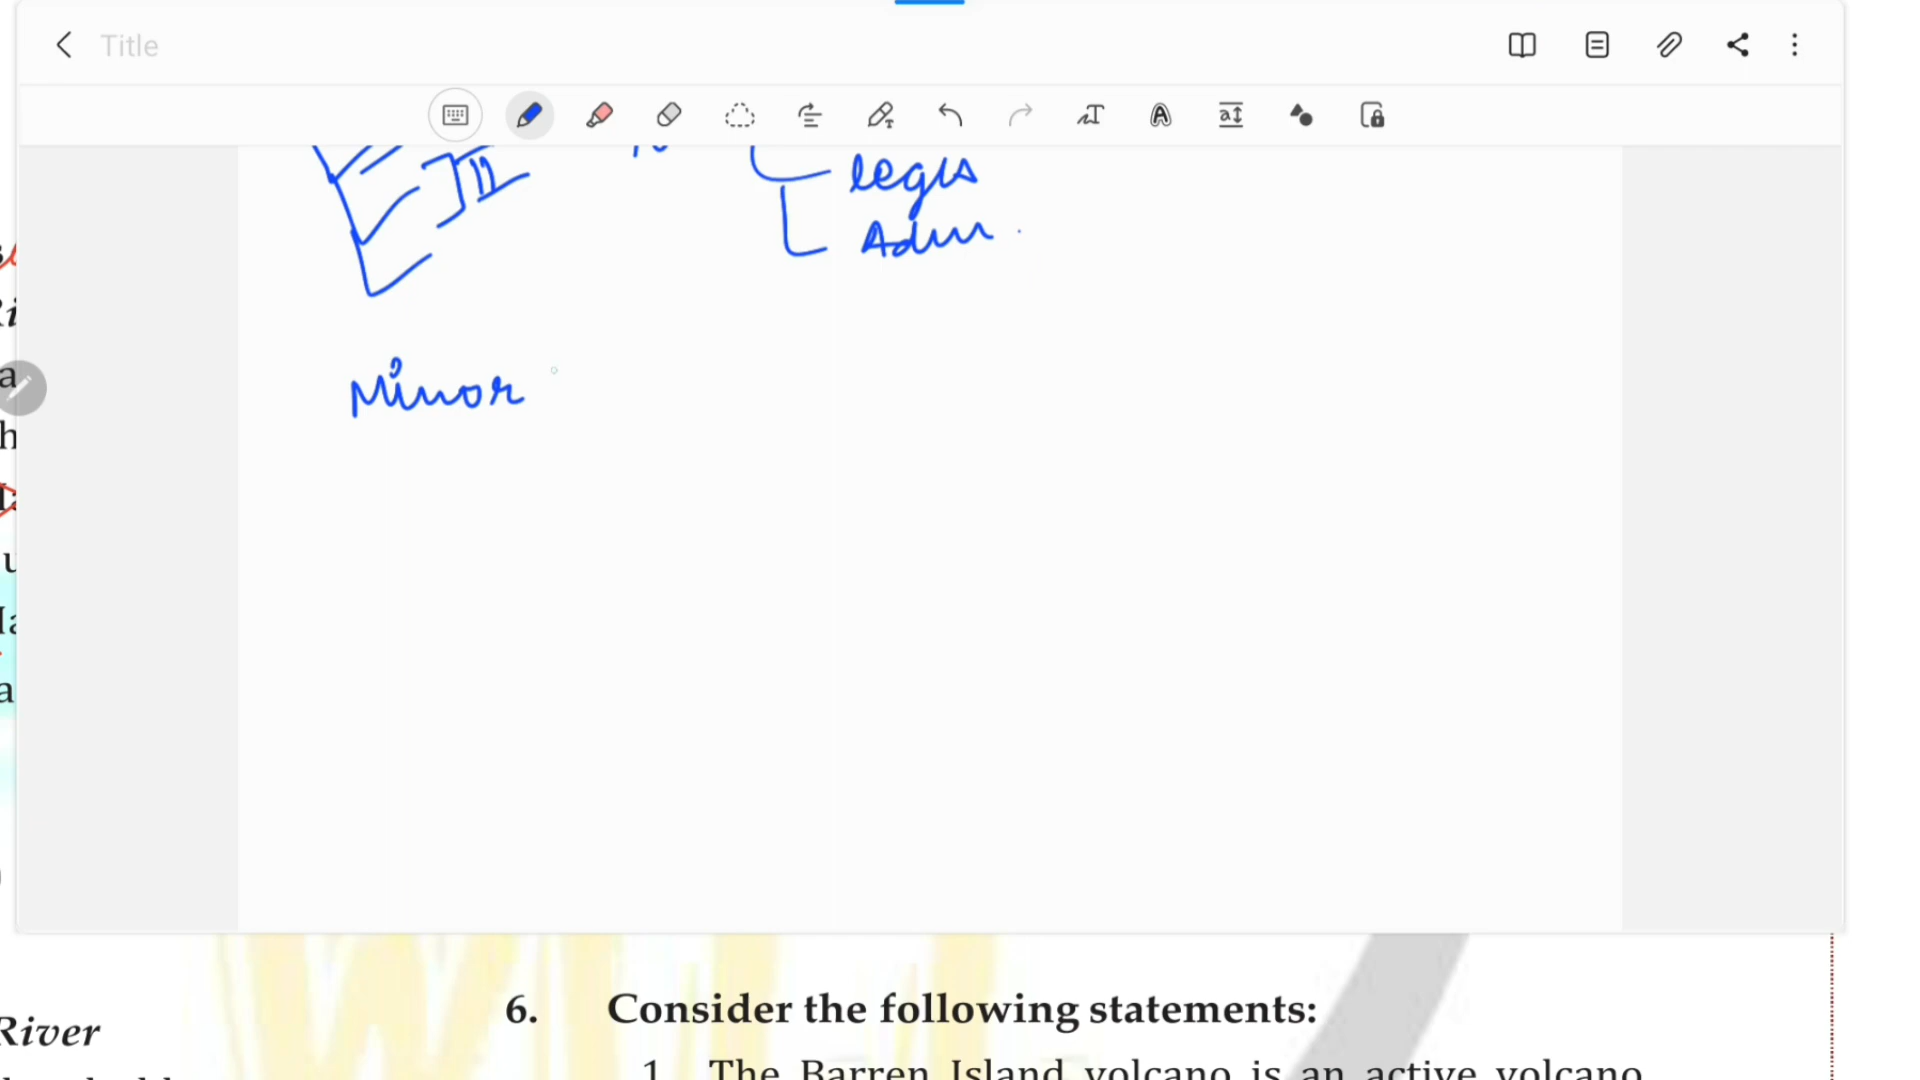 Title
legis
II
Adm.
Minor
6. Consider the following statements:
River
1. The Barren Island volcano is an active volcano